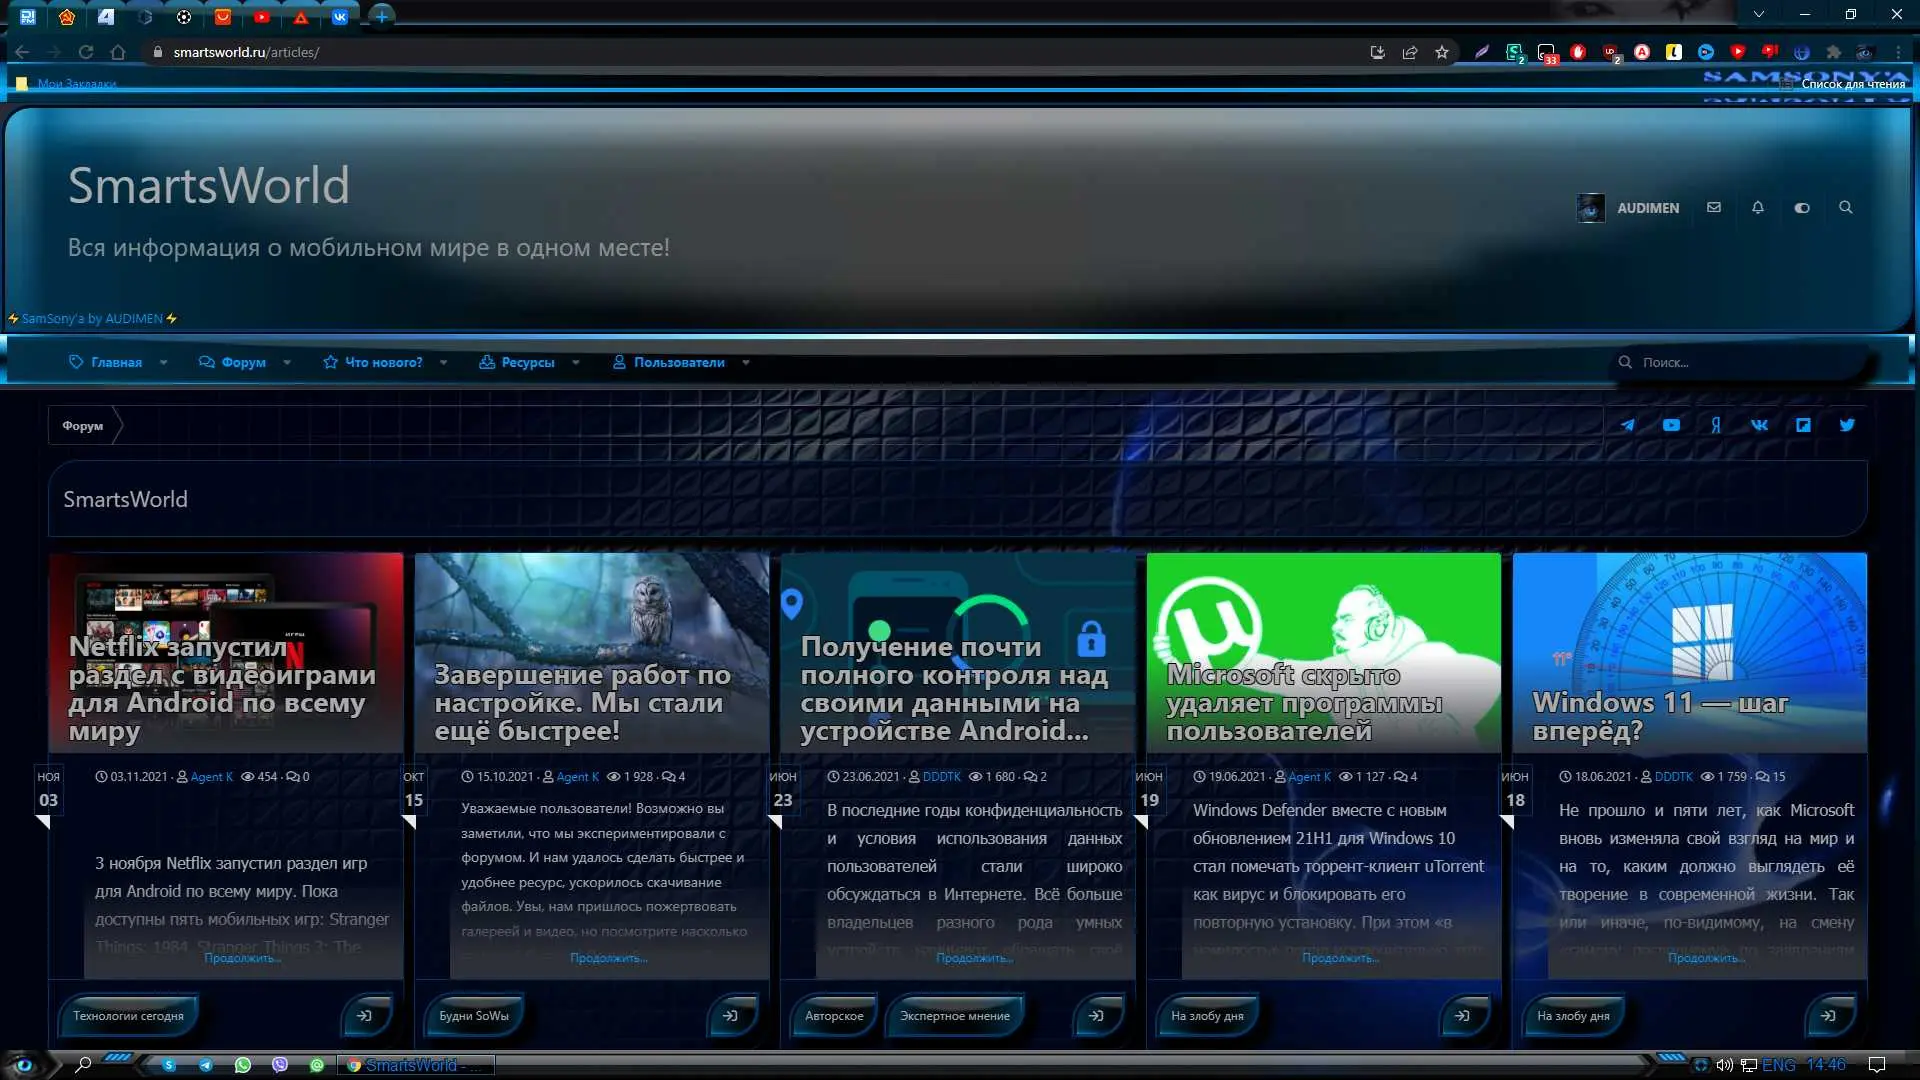 smartsworld.ru/articles/
2
33
2
Мои Закладки
SAMSONY'A
Список для чтения
SmartsWorld
Вся информация о мобильном мире в одном месте!
AUDIMEN
⚡SamSony'a by AUDIMEN⚡
Главная Форум Что нового? Ресурсы Пользователи
Поиск...
Форум
SmartsWorld
Netflix запустил
раздел с видеоиграми
для Android по всему
миру
НОЯ
03
03.11.2021 · Agent K 454 · 0
3 ноября Netflix запустил раздел игр
для Android по всему миру. Пока
доступны пять мобильных игр: Stranger
Things: 1984, Stranger Things 3: The
Продолжить...
Технологии сегодня
Завершение работ по
настройке. Мы стали
ещё быстрее!
ОКТ
15
15.10.2021 · Agent K 1 928 · 4
Уважаемые пользователи! Возможно вы
заметили, что мы экспериментировали с
форумом. И нам удалось сделать быстрее и
удобнее ресурс, ускорилось скачивание
файлов. Увы, нам пришлось пожертвовать
галереей и видео, но посмотрите насколько
Продолжить...
Будни SoWы
Получение почти
полного контроля над
своими данными на
устройстве Android...
ИЮН
23
23.06.2021 · DDDTK 1 680 · 2
В последние годы конфиденциальность
и условия использования данных
пользователей стали широко
обсуждаться в Интернете. Всё больше
владельцев разного рода умных
устройств начинают обращать своё
Продолжить...
Авторское Экспертное мнение
Microsoft скрыто
удаляет программы
пользователей
ИЮН
19
19.06.2021 · Agent K 1 127 · 4
Windows Defender вместе с новым
обновлением 21H1 для Windows 10
стал помечать торрент-клиент uTorrent
как вирус и блокировать его
повторную установку. При этом «в
Продолжить...
На злобу дня
11°
Windows 11 — шаг
вперёд?
ИЮН
18
18.06.2021 · DDDTK 1 759 · 15
Не прошло и пяти лет, как Microsoft
вновь изменяла свой взгляд на мир и
на то, каким должно выглядеть её
творение в современной жизни. Так
или иначе, по-видимому, на смену
Продолжить...
На злобу дня
SmartsWorld - ...
ENG 14:46